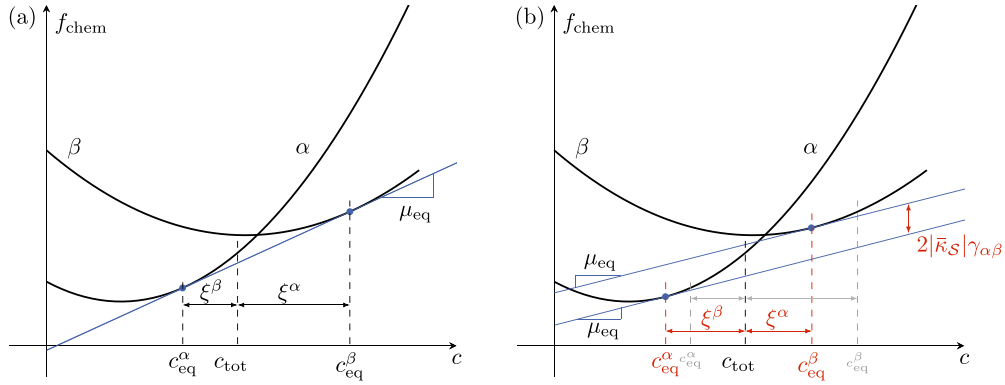 (a)
f_chem
β
α
μ_eq
ξ^β
ξ^α
c_eq^α
c_tot
c_eq^β
c
(b)
f_chem
β
α
μ_eq
2|κ̄_𝒮|γ_αβ
μ_eq
ξ^β
ξ^α
c_eq^α
c_eq^α
c_tot
c_eq^β
c_eq^β
c